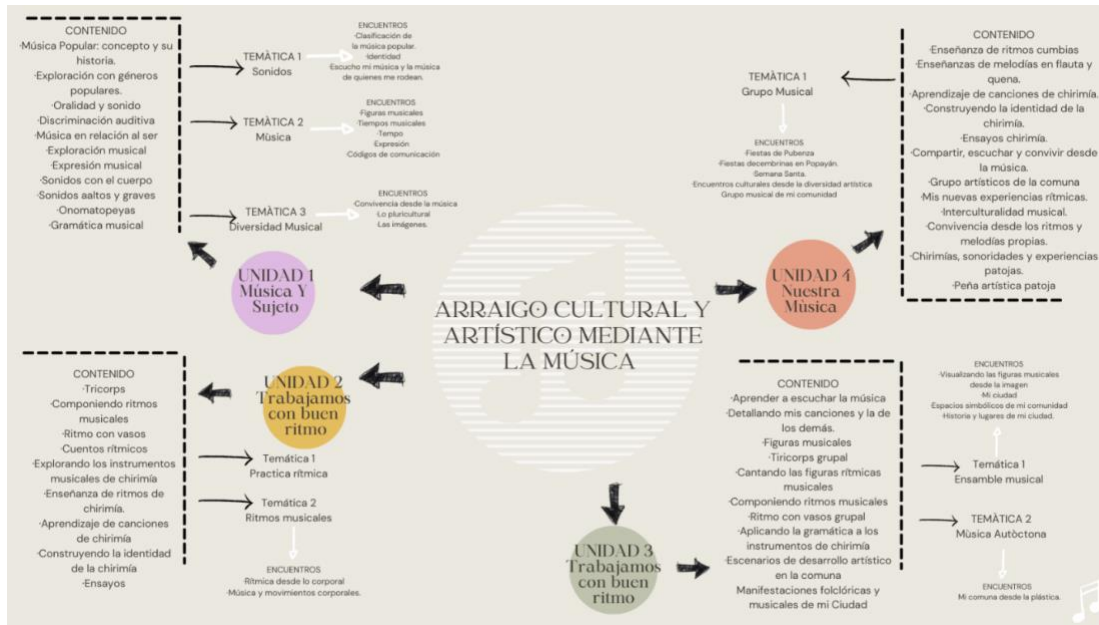 CONTENIDO
·Música Popular: concepto y su
historia.
·Exploración con géneros
populares.
·Oralidad y sonido
·Discriminación auditiva
·Música en relación al ser
·Exploración musical
·Expresión musical
·Sonidos con el cuerpo
·Sonidos aaltos y graves
·Onomatopeyas
·Gramática musical
TEMÀTICA 1
Sonidos
ENCUENTROS
·Clasificación de
la música popular.
·Identidad
·Escucho mi música y la música
de quienes me rodean.
TEMÁTICA 2
Mùsica
ENCUENTROS
·Figuras musicales
·Tiempos musicales
·Tempo
·Expresión
·Códigos de comunicación
TEMÁTICA 3
Diversidad Musical
ENCUENTROS
·Convivencia desde la música
·Lo pluricultural
·Las imágenes.
UNIDAD 1
Mùsica Y
Sujeto
ARRAIGO CULTURAL Y
ARTÍSTICO MEDIANTE
LA MÚSICA
UNIDAD 4
Nuestra
Mùsica
TEMÁTICA 1
Grupo Musical
ENCUENTROS
·Fiestas de Pubenza
·Fiestas decembrinas en Popayán.
·Semana Santa.
Encuentros culturales desde la diversidad artística
Grupo musical de mi comunidad
CONTENIDO
·Enseñanza de ritmos cumbias
·Enseñanzas de melodías en flauta y
quena.
·Aprendizaje de canciones de chirimía.
·Construyendo la identidad de la
chirimía.
·Ensayos chirimía.
·Compartir, escuchar y convivir desde
la música.
·Grupo artísticos de la comuna
·Mis nuevas experiencias rítmicas.
·Interculturalidad musical.
·Convivencia desde los ritmos y
melodías propias.
·Chirimías, sonoridades y experiencias
patojas.
·Peña artística patoja
CONTENIDO
·Tricorps
·Componiendo ritmos
musicales
·Ritmo con vasos
·Cuentos rítmicos
·Explorando los instrumentos
musicales de chirimía
·Enseñanza de ritmos de
chirimía.
·Aprendizaje de canciones
de chirimía
·Construyendo la identidad
de la chirimía
·Ensayos
UNIDAD 2
Trabajamos
con buen
ritmo
Temática 1
Practica rítmica
Temática 2
Ritmos musicales
ENCUENTROS
·Rítmica desde lo corporal
·Música y movimientos corporales.
UNIDAD 3
Trabajamos
con buen
ritmo
CONTENIDO
·Aprender a escuchar la música
·Detallando mis canciones y la de
los demás.
·Figuras musicales
·Tiricorps grupal
·Cantando las figuras rítmicas
musicales
·Componiendo ritmos musicales
·Ritmo con vasos grupal
·Aplicando la gramática a los
instrumentos de chirimía
·Escenarios de desarrollo artístico
en la comuna
Manifestaciones folclóricas y
musicales de mi Ciudad
ENCUENTROS
·Visualizando las figuras musicales
desde la imagen
·Mi ciudad
Espacios simbólicos de mi comunidad
·Historia y lugares de mi ciudad.
Temática 1
Ensamble musical
TEMÁTICA 2
Mùsica Autòctona
ENCUENTROS
Mi comuna desde la plástica.